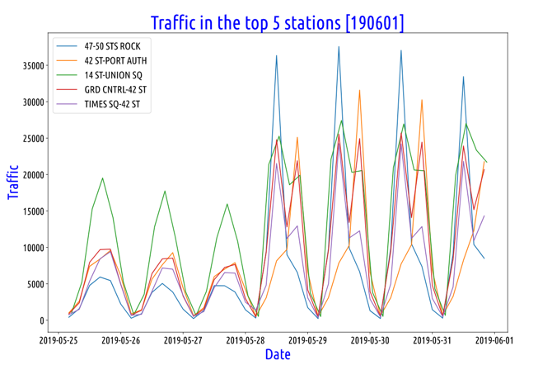 Traffic in the top 5 stations [190601]
47-50 STS ROCK
42 ST-PORT AUTH
14 ST-UNION SQ
GRD CNTRL-42 ST
TIMES SQ-42 ST
Traffic
35000
30000
25000
20000
15000
10000
5000
0
2019-05-25 2019-05-26 2019-05-27 2019-05-28 2019-05-29 2019-05-30 2019-05-31 2019-06-01
Date